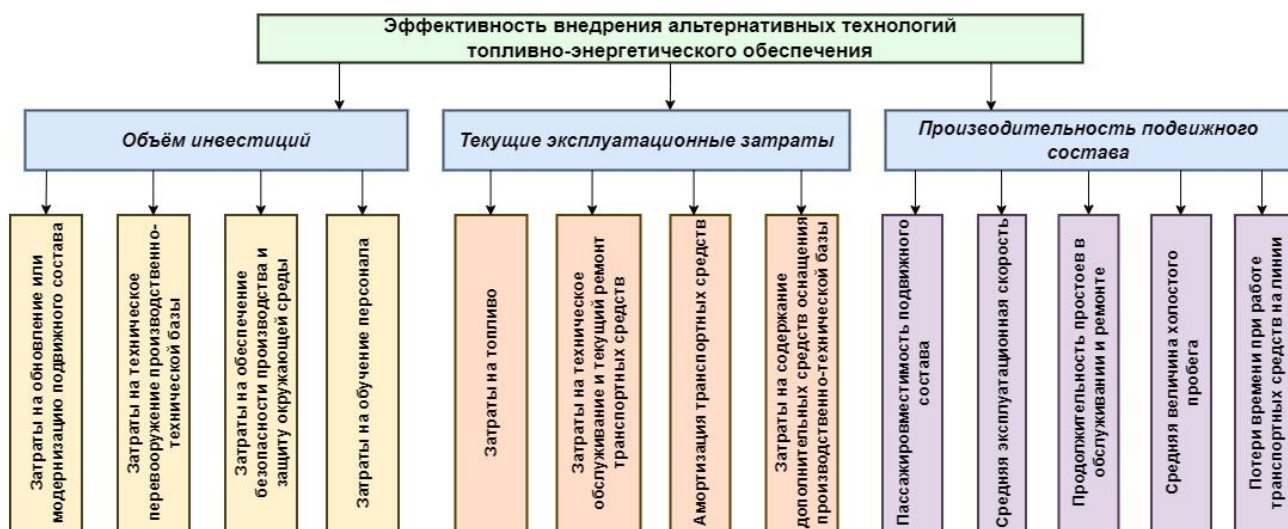 Эффективность внедрения альтернативных технологий
топливно-энергетического обеспечения
Объём инвестиций
Текущие эксплуатационные затраты
Производительность подвижного
состава
Затраты на обновление или
модернизацию подвижного состава
Затраты на техническое
перевооружение производственно-
технической базы
Затраты на обеспечение
безопасности производства и
защиту окружающей среды
Затраты на обучение персонала
Затраты на топливо
Затраты на техническое
обслуживание и текущий ремонт
транспортных средств
Амортизация транспортных средств
Затраты на содержание
дополнительных средств оснащения
производственно-технической базы
Пассажировместимость подвижного
состава
Средняя эксплуатационная скорость
Продолжительность простоев в
обслуживании и ремонте
Средняя величина холостого
пробега
Потери времени при работе
транспортных средств на линии